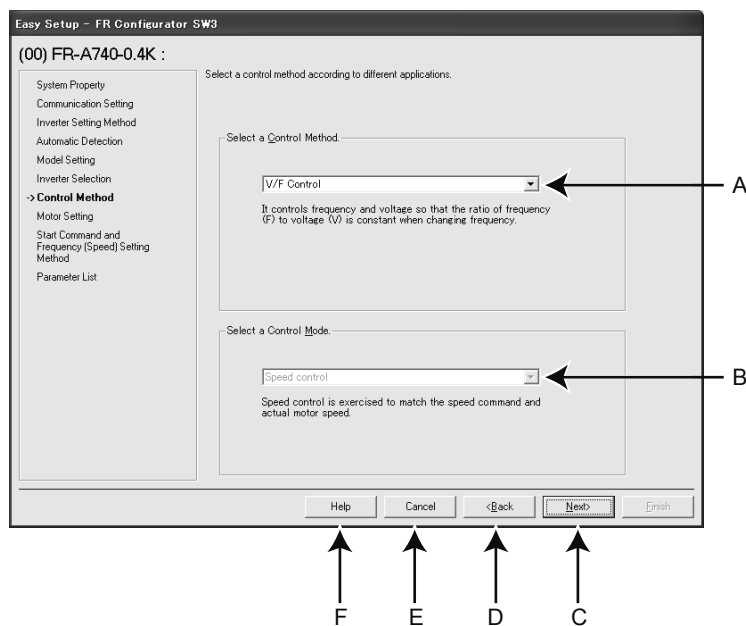 Easy Setup - FR Configurator SW3
(00) FR-A740-0.4K :
System Property
Communication Setting
Inverter Setting Method
Automatic Detection
Model Setting
Inverter Selection
-> Control Method
Motor Setting
Start Command and
Frequency (Speed) Setting
Method
Parameter List
Select a control method according to different applications.
Select a Control Method.
V/F Control
It controls frequency and voltage so that the ratio of frequency
(F) to voltage (V) is constant when changing frequency.
A
Select a Control Mode.
Speed control
Speed control is exercised to match the speed command and
actual motor speed.
B
Help
Cancel
<Back
Next>
Finish
F
E
D
C